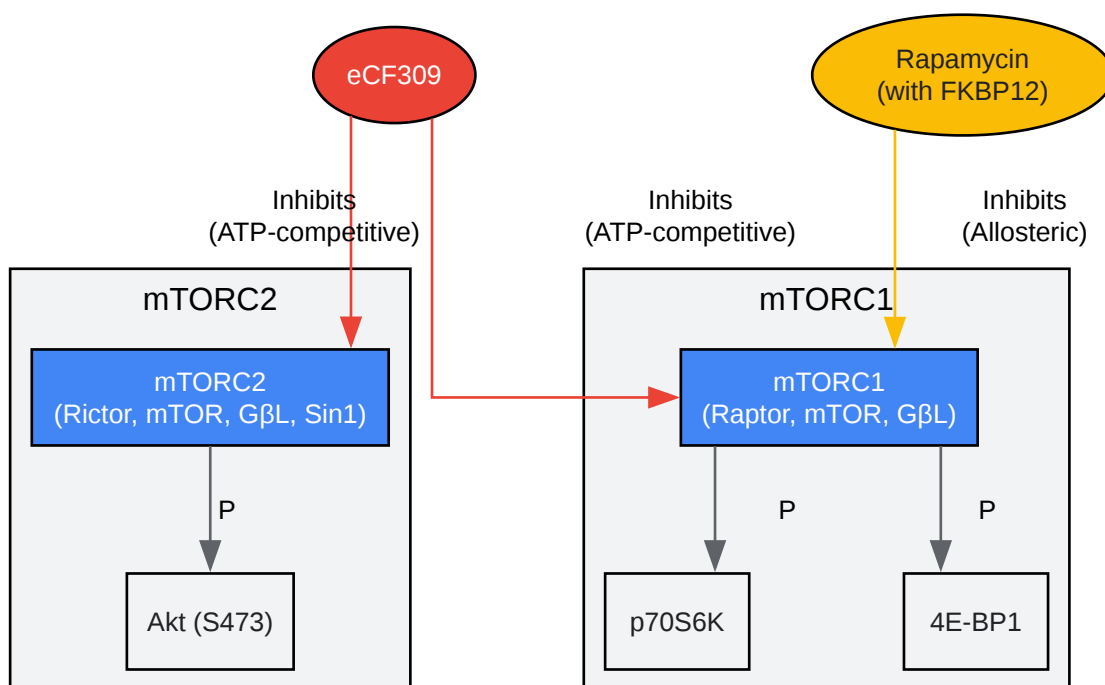 eCF309
Rapamycin
(with FKBP12)
Inhibits
(ATP-competitive)
Inhibits
(ATP-competitive)
Inhibits
(Allosteric)
mTORC2
mTORC1
mTORC2
(Rictor, mTOR, GβL, Sin1)
mTORC1
(Raptor, mTOR, GβL)
P
P
P
Akt (S473)
p70S6K
4E-BP1